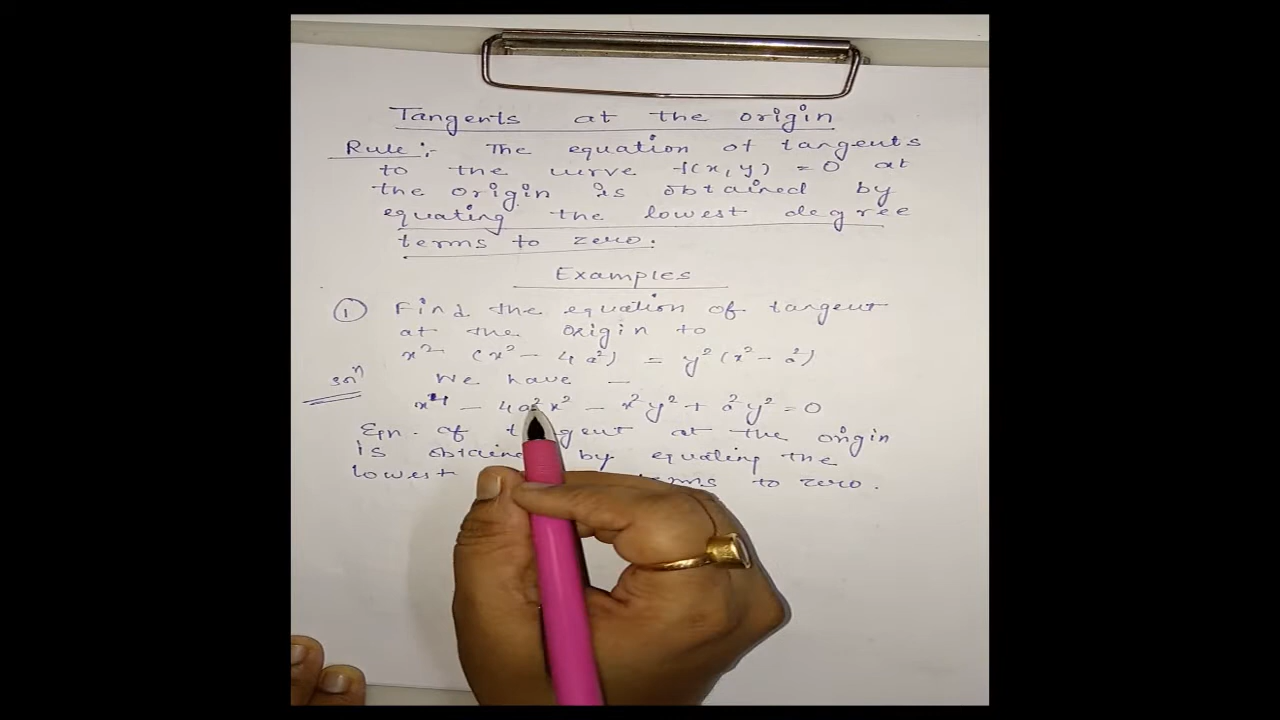 Tangents at the origin
Rule:- The equation of tangents
to the curve f(x, y) = 0 at
the origin is obtained by
equating the lowest degree
terms to zero.
Examples
① Find the equation of tangent
at the origin to
x² (x² - 4a²) = y² (x² - a²)
solⁿ We have —
x⁴ - 4a²x² - x²y² + a²y² = 0
Eqn. of tangent at the origin
is obtained by equating the
lowest terms to zero.